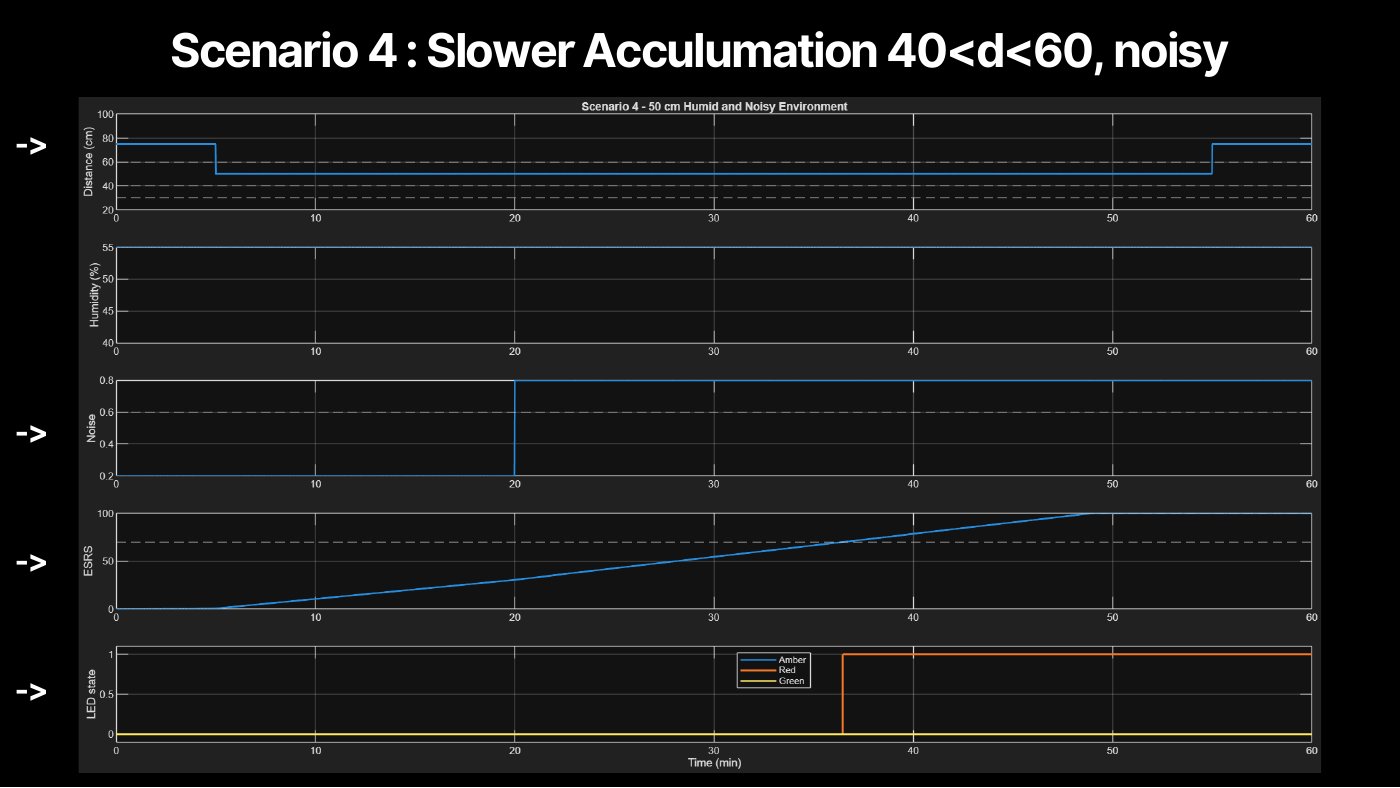 Scenario 4 : Slower Acculumation 40<d<60, noisy
Scenario 4 - 50 cm Humid and Noisy Environment
->
Distance (cm)
100
80
60
40
20
0 10 20 30 40 50 60
Humidity (%)
55
50
45
40
0 10 20 30 40 50 60
->
Noise
0.8
0.6
0.4
0.2
0 10 20 30 40 50 60
->
ESRS
100
50
0
0 10 20 30 40 50 60
->
LED state
1
0.5
0
Amber
Red
Green
0 10 20 30 40 50 60
Time (min)